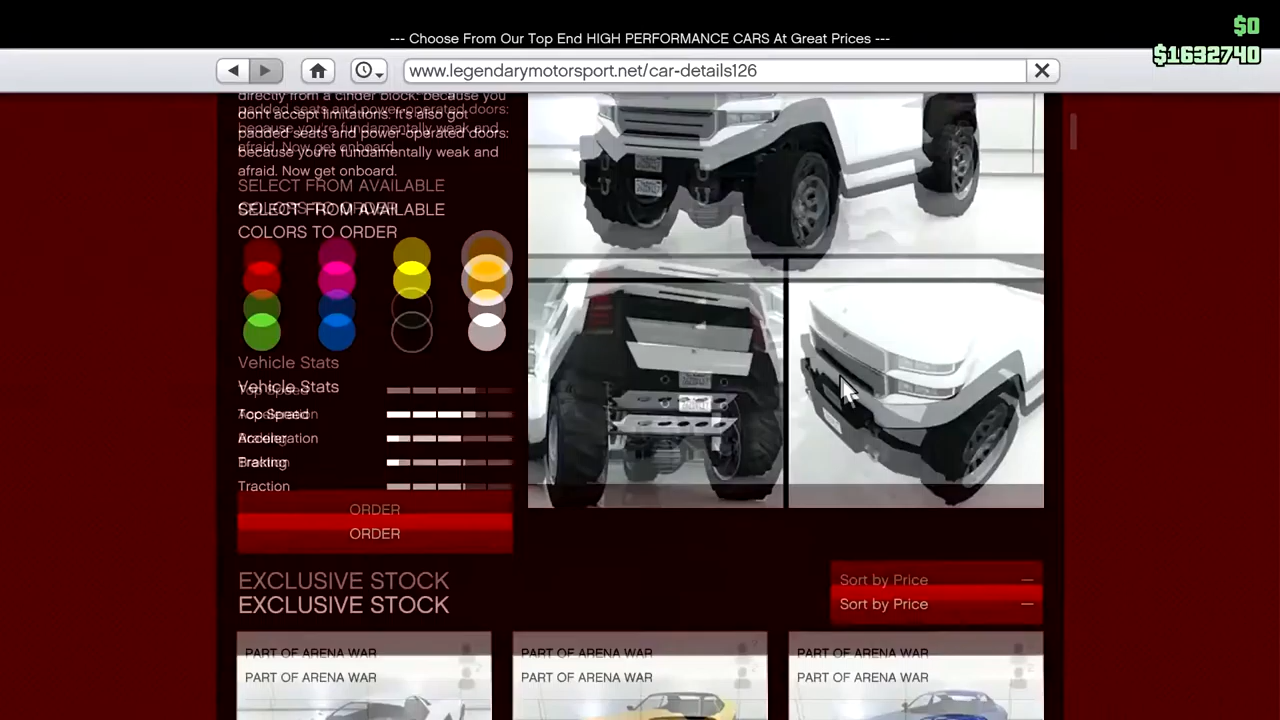 $0
--- Choose From Our Top End HIGH PERFORMANCE CARS At Great Prices ---
$1632740
www.legendarymotorsport.net/car-details126
directly from a cinder block: because you
don't accept limitations. It's also got
padded seats and power-operated doors:
because you're fundamentally weak and
afraid. Now get onboard.
SELECT FROM AVAILABLE
COLORS TO ORDER
Vehicle Stats
Top Speed
Acceleration
Braking
Traction
ORDER
EXCLUSIVE STOCK
Sort by Price
PART OF ARENA WAR
PART OF ARENA WAR
PART OF ARENA WAR